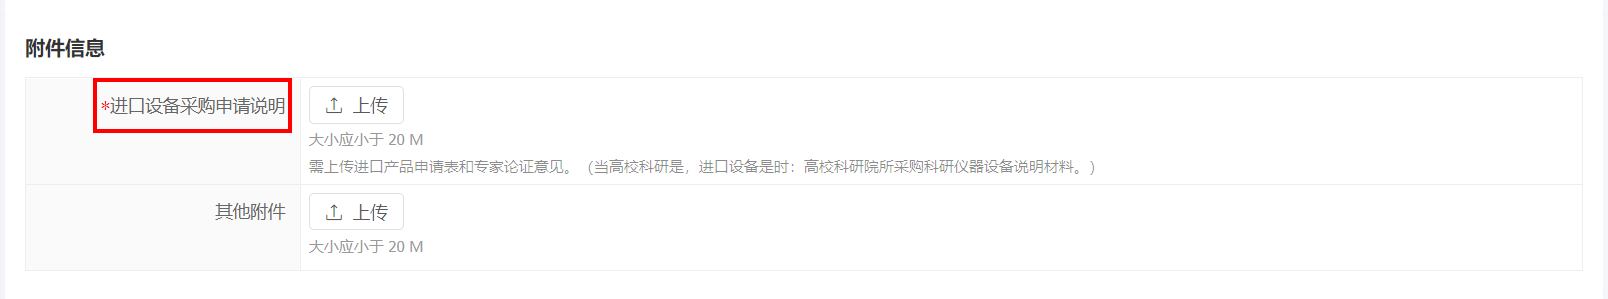 附件信息
*进口设备采购申请说明
上传
大小应小于 20 M
需上传进口产品申请表和专家论证意见。（当高校科研是，进口设备是时：高校科研院所采购科研仪器设备说明材料。）
其他附件
上传
大小应小于 20 M